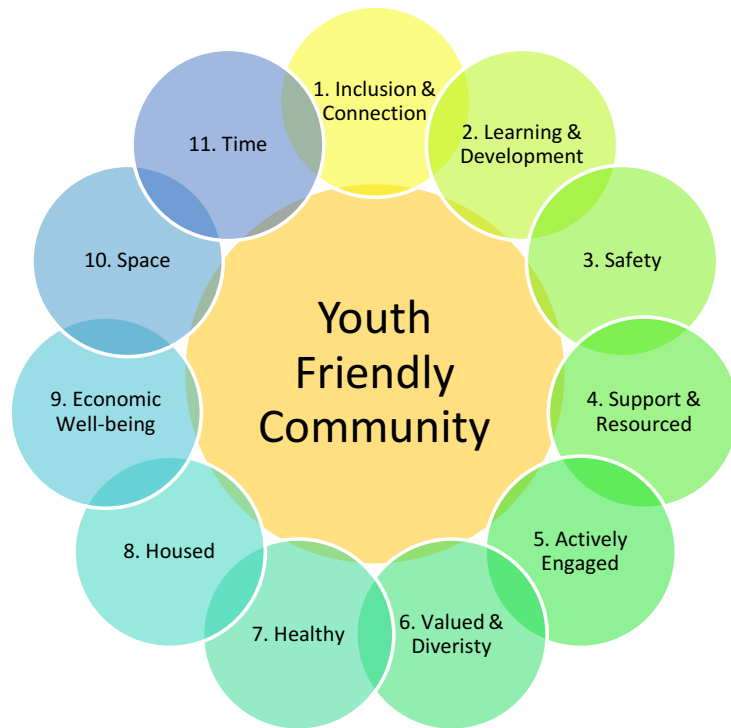 Youth
Friendly
Community
1. Inclusion &
Connection
2. Learning &
Development
3. Safety
4. Support &
Resourced
5. Actively
Engaged
6. Valued &
Diveristy
7. Healthy
8. Housed
9. Economic
Well-being
10. Space
11. Time